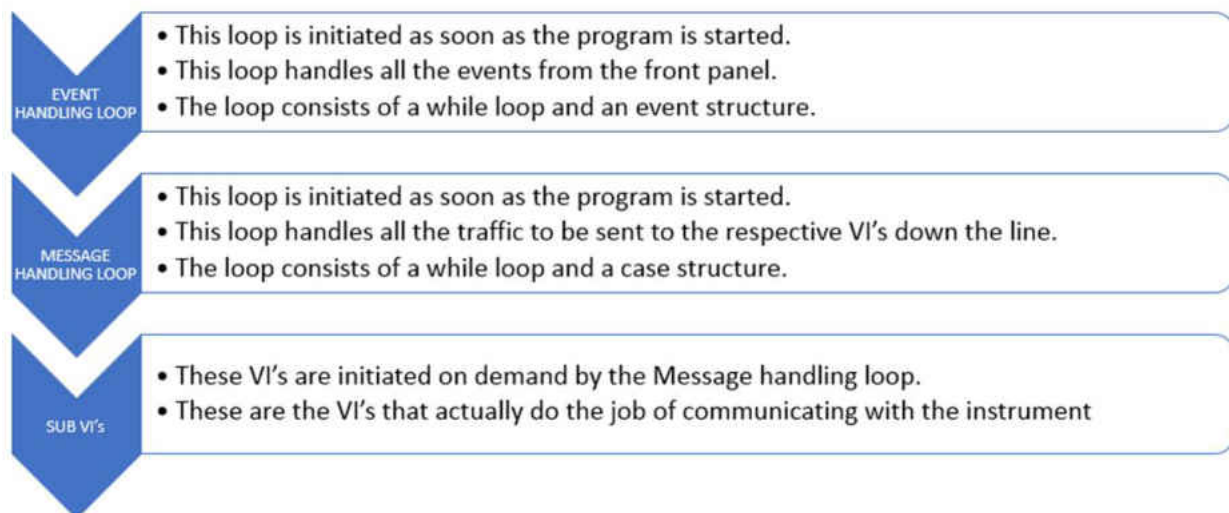 EVENT
HANDLING LOOP
• This loop is initiated as soon as the program is started.
• This loop handles all the events from the front panel.
• The loop consists of a while loop and an event structure.
MESSAGE
HANDLING LOOP
• This loop is initiated as soon as the program is started.
• This loop handles all the traffic to be sent to the respective VI's down the line.
• The loop consists of a while loop and a case structure.
SUB VI's
• These VI's are initiated on demand by the Message handling loop.
• These are the VI's that actually do the job of communicating with the instrument